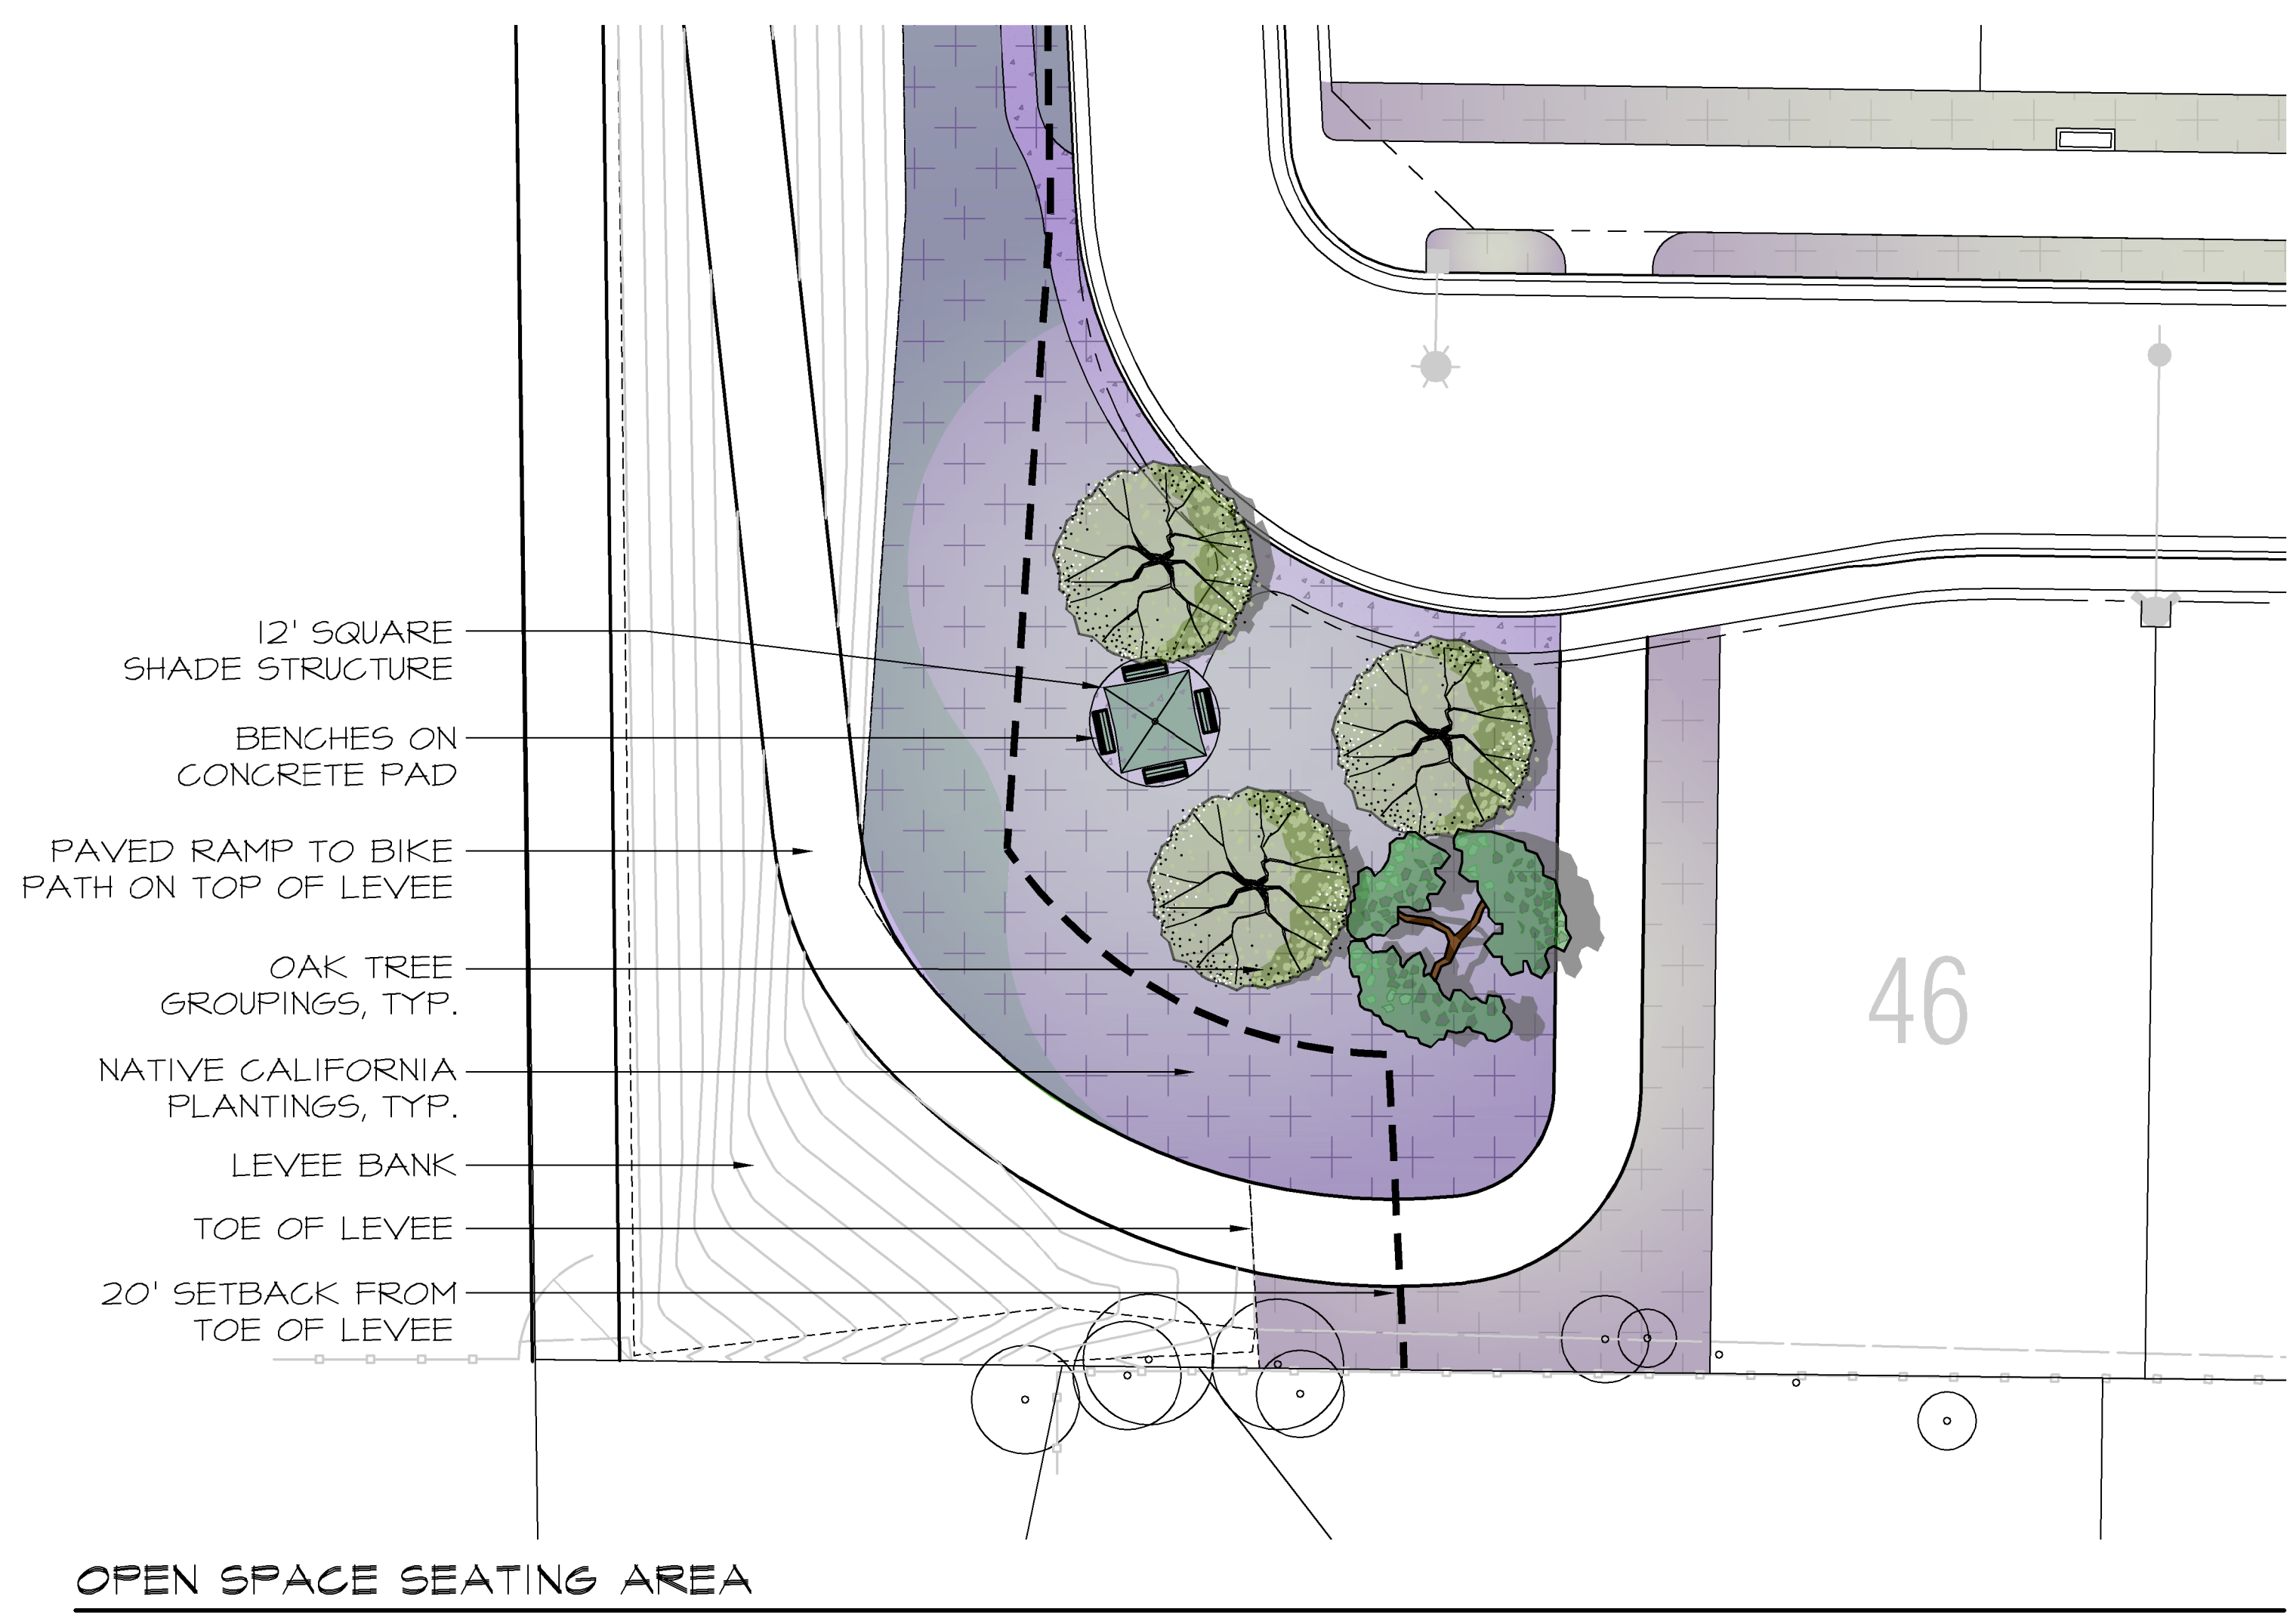 12' SQUARE
SHADE STRUCTURE
BENCHES ON
CONCRETE PAD
PAVED RAMP TO BIKE
PATH ON TOP OF LEVEE
OAK TREE
GROUPINGS, TYP.
NATIVE CALIFORNIA
PLANTINGS, TYP.
LEVEE BANK
TOE OF LEVEE
20' SETBACK FROM
TOE OF LEVEE
46
OPEN SPACE SEATING AREA